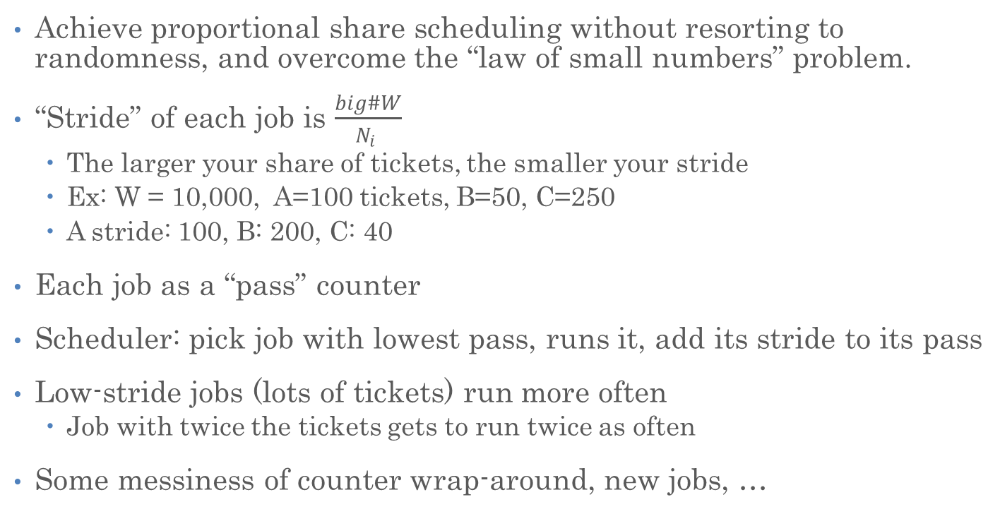 • Achieve proportional share scheduling without resorting to
randomness, and overcome the “law of small numbers” problem.
• “Stride” of each job is big#W / Nᵢ
• The larger your share of tickets, the smaller your stride
• Ex: W = 10,000, A=100 tickets, B=50, C=250
• A stride: 100, B: 200, C: 40
• Each job as a “pass” counter
• Scheduler: pick job with lowest pass, runs it, add its stride to its pass
• Low-stride jobs (lots of tickets) run more often
• Job with twice the tickets gets to run twice as often
• Some messiness of counter wrap-around, new jobs, …